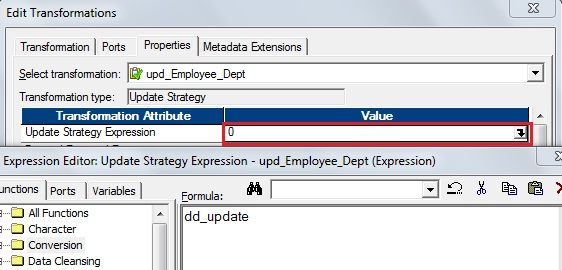 Edit Transformations
Transformation Ports Properties Metadata Extensions
Select transformation: upd_Employee_Dept
Transformation type: Update Strategy
Transformation Attribute Value
Update Strategy Expression 0
Expression Editor: Update Strategy Expression - upd_Employee_Dept (Expression)
unctions Ports Variables Formula:
All Functions dd_update
Character
Conversion
Data Cleansing